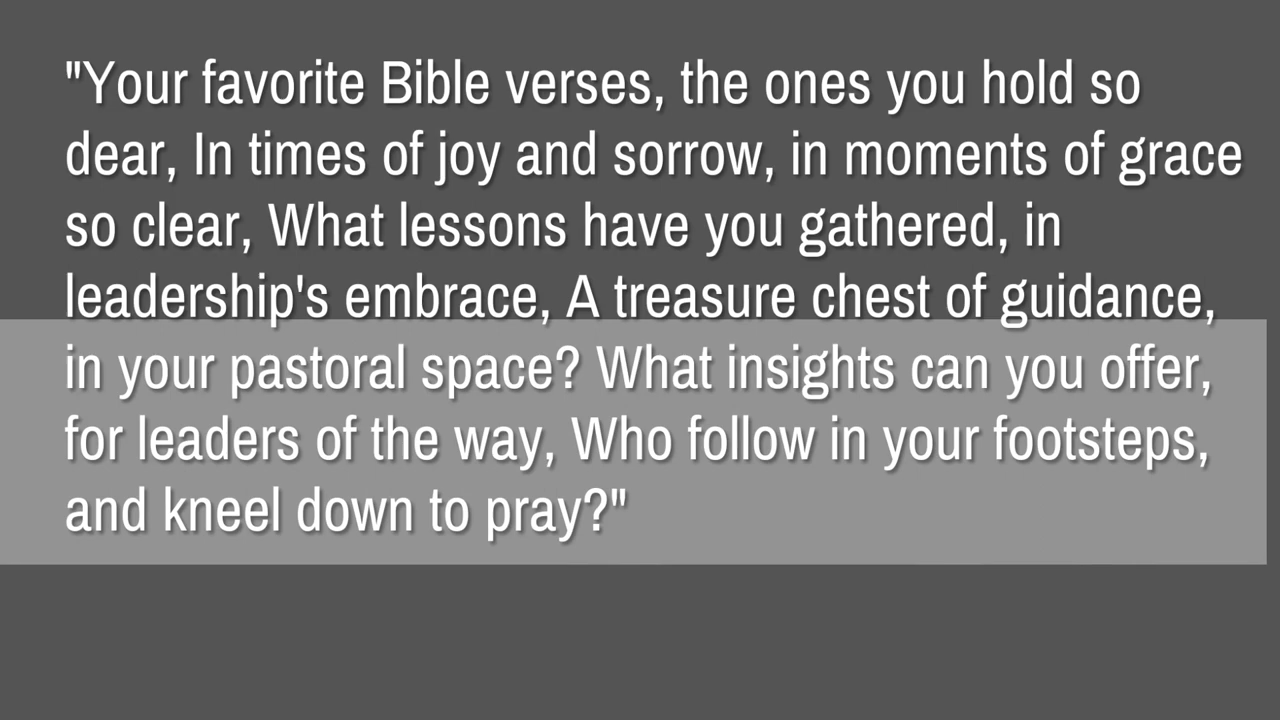 "Your favorite Bible verses, the ones you hold so
dear, In times of joy and sorrow, in moments of grace
so clear, What lessons have you gathered, in
leadership's embrace, A treasure chest of guidance,
in your pastoral space? What insights can you offer,
for leaders of the way, Who follow in your footsteps,
and kneel down to pray?"